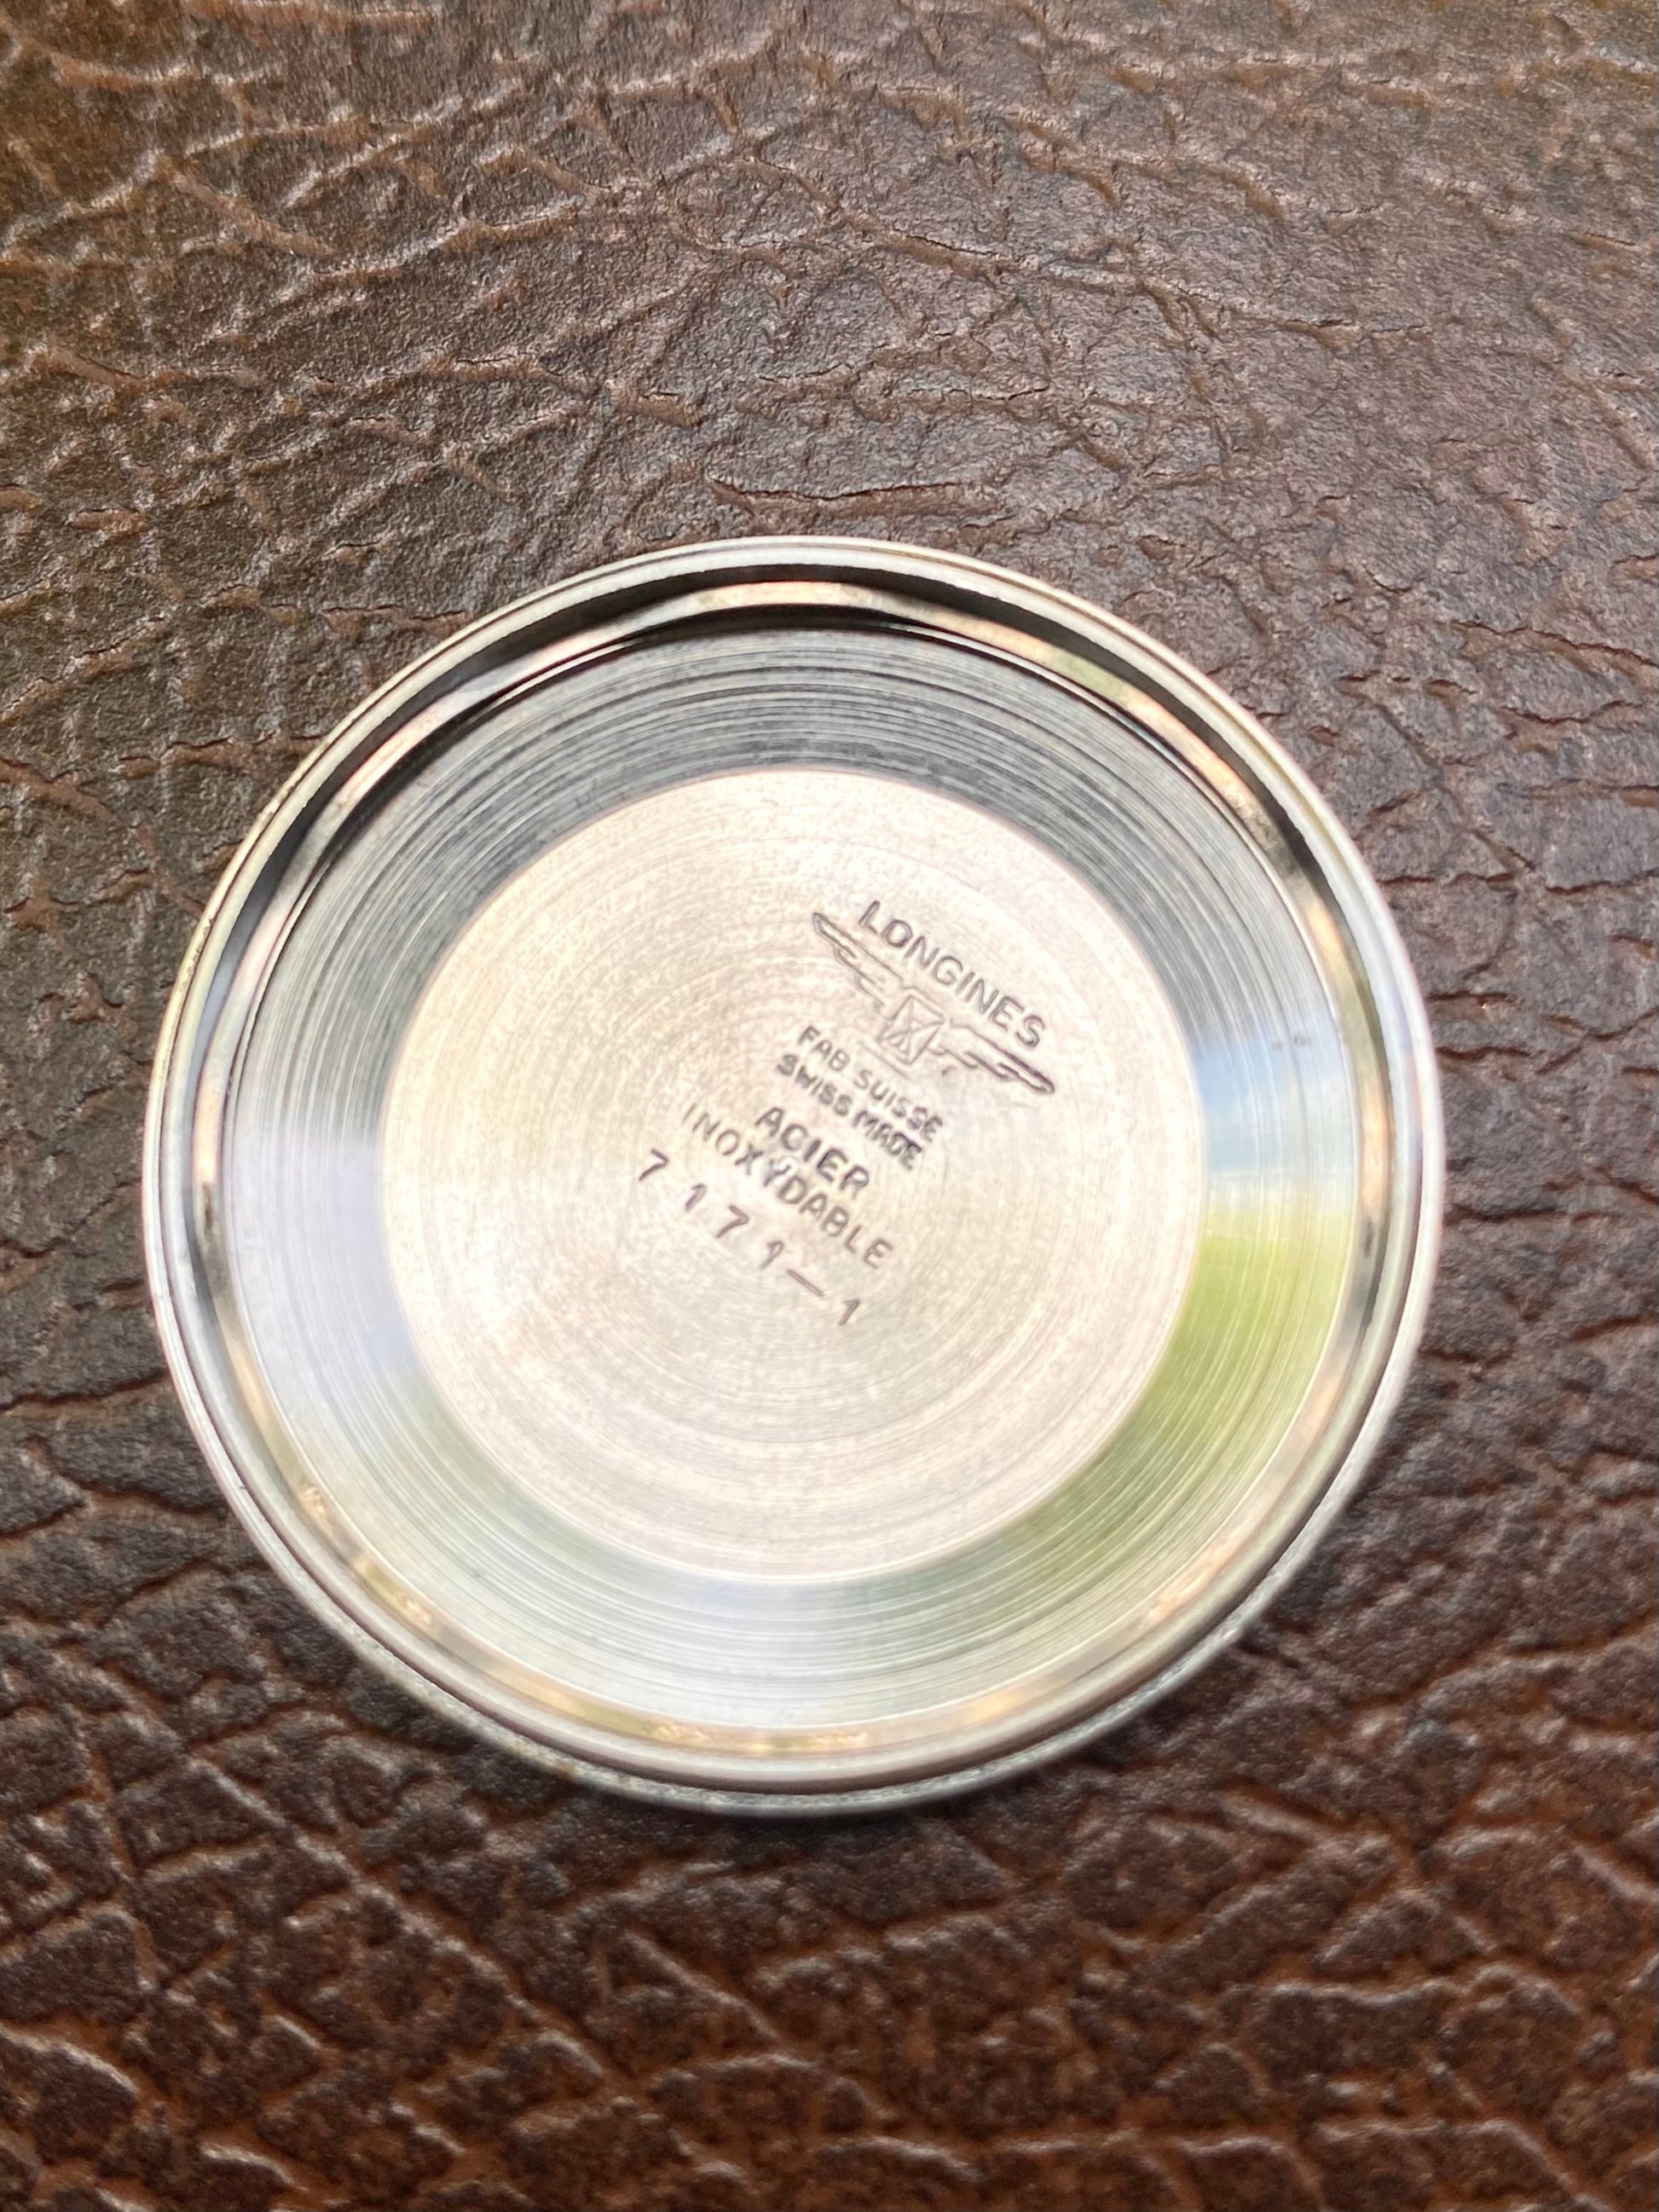 LONGINES
FAB SUISSE
SWISS MADE
ACIER
INOXYDABLE
7171-1